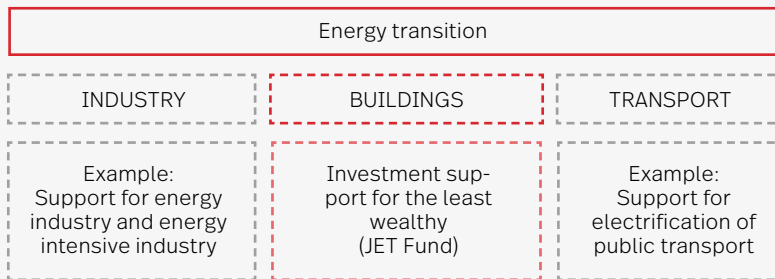 Energy transition
INDUSTRY
BUILDINGS
TRANSPORT
Example:
Support for energy
industry and energy
intensive industry
Investment sup-
port for the least
wealthy
(JET Fund)
Example:
Support for
electrification of
public transport